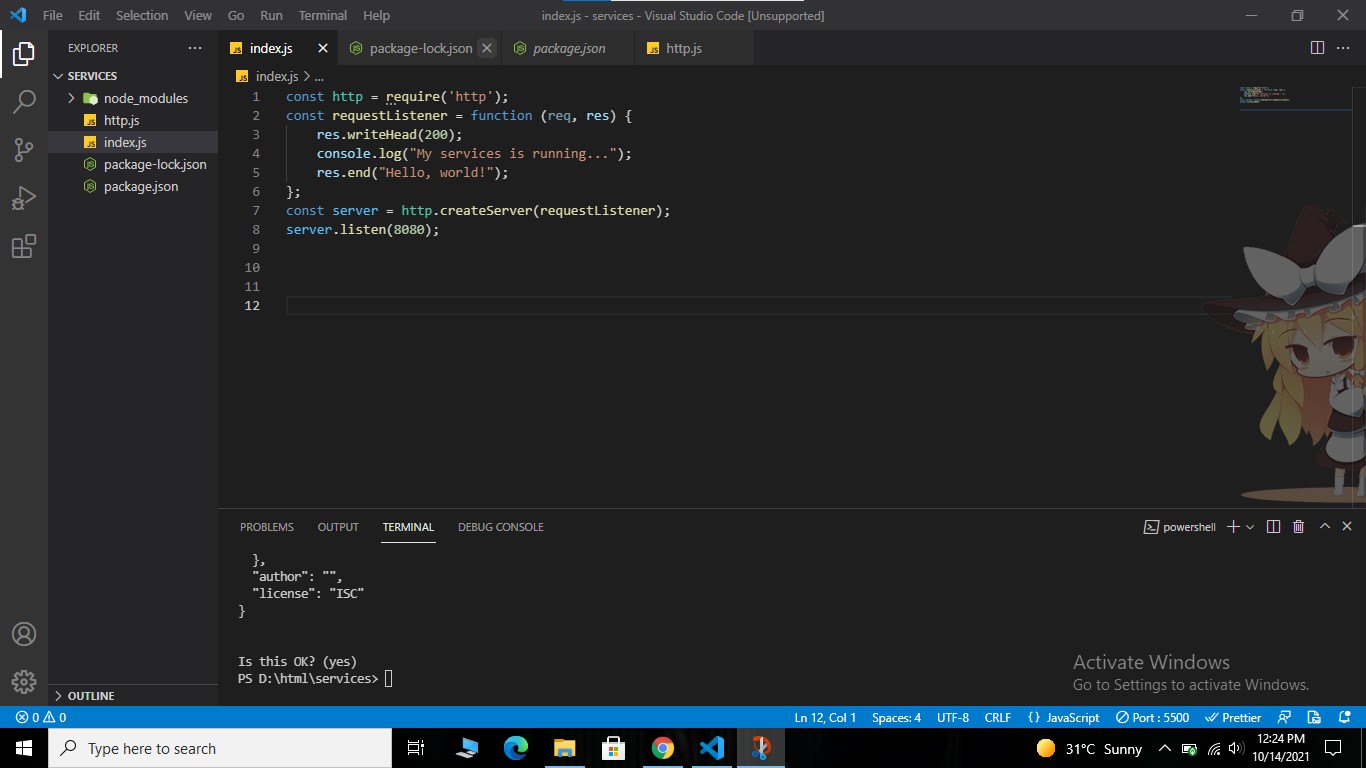 File Edit Selection View Go Run Terminal Help
index.js - services - Visual Studio Code [Unsupported]
EXPLORER
SERVICES
node_modules
http.js
index.js
package-lock.json
package.json
OUTLINE
index.js package-lock.json package.json http.js
index.js > ...
1 const http = require('http');
2 const requestListener = function (req, res) {
3 res.writeHead(200);
4 console.log("My services is running...");
5 res.end("Hello, world!");
6 };
7 const server = http.createServer(requestListener);
8 server.listen(8080);
9
10
11
12
PROBLEMS OUTPUT TERMINAL DEBUG CONSOLE
powershell
},
"author": "",
"license": "ISC"
}
Is this OK? (yes)
PS D:\html\services>
Activate Windows
Go to Settings to activate Windows.
0 0
Ln 12, Col 1 Spaces: 4 UTF-8 CRLF {} JavaScript Port : 5500 Prettier
Type here to search
31°C Sunny
12:24 PM
10/14/2021